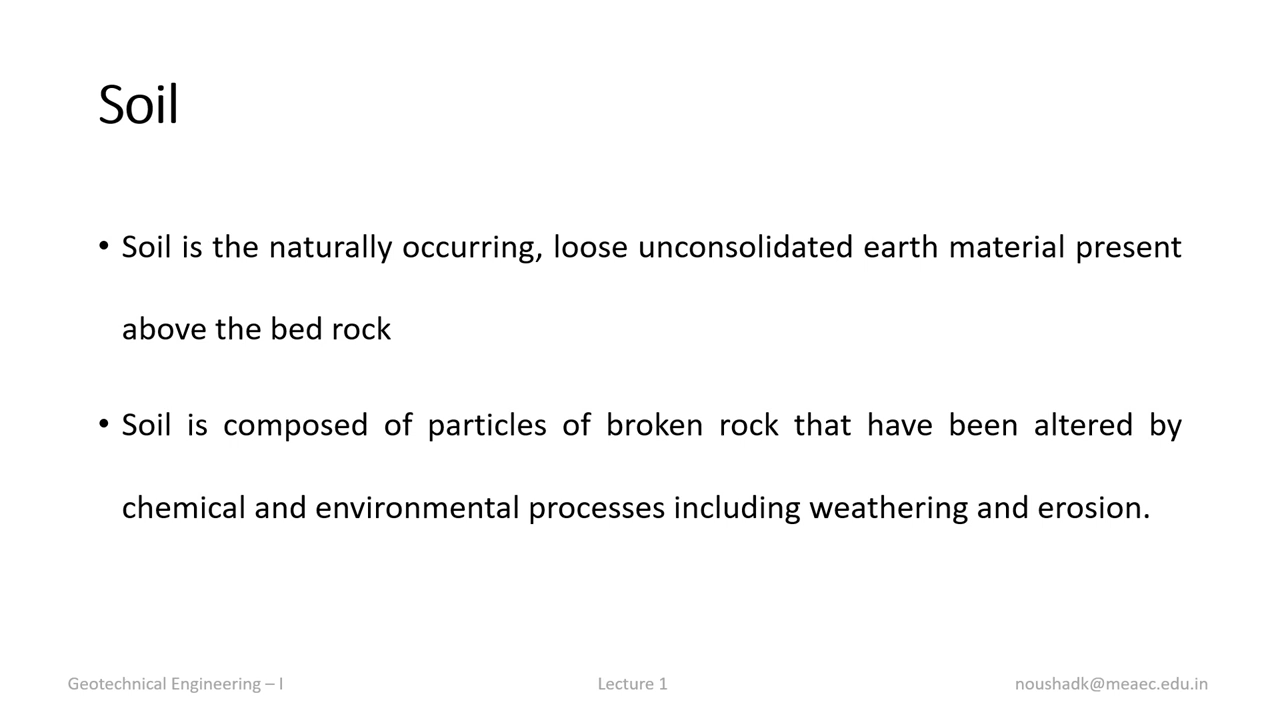 Soil
• Soil is the naturally occurring, loose unconsolidated earth material present
above the bed rock
• Soil is composed of particles of broken rock that have been altered by
chemical and environmental processes including weathering and erosion.
Geotechnical Engineering – I Lecture 1 noushadk@meaec.edu.in